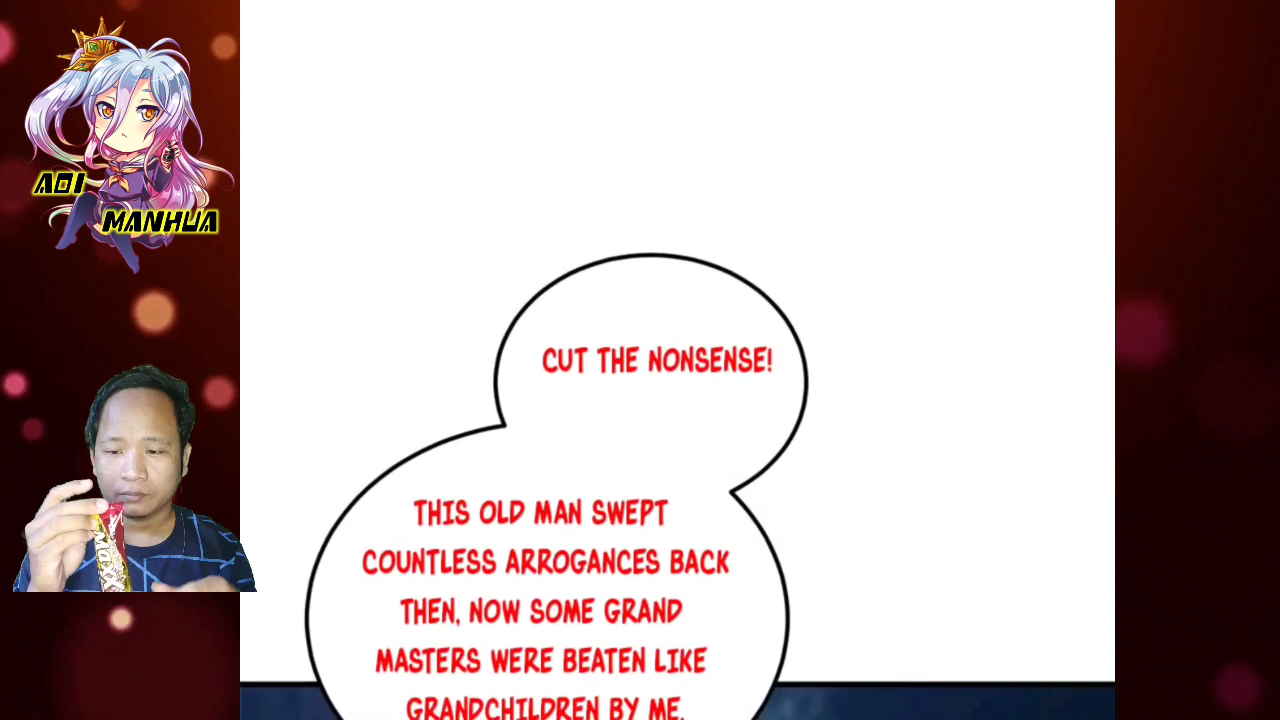 AOI
MANHUA
CUT THE NONSENSE!
THIS OLD MAN SWEPT
COUNTLESS ARROGANCES BACK
THEN, NOW SOME GRAND
MASTERS WERE BEATEN LIKE
GRANDCHILDREN BY ME.